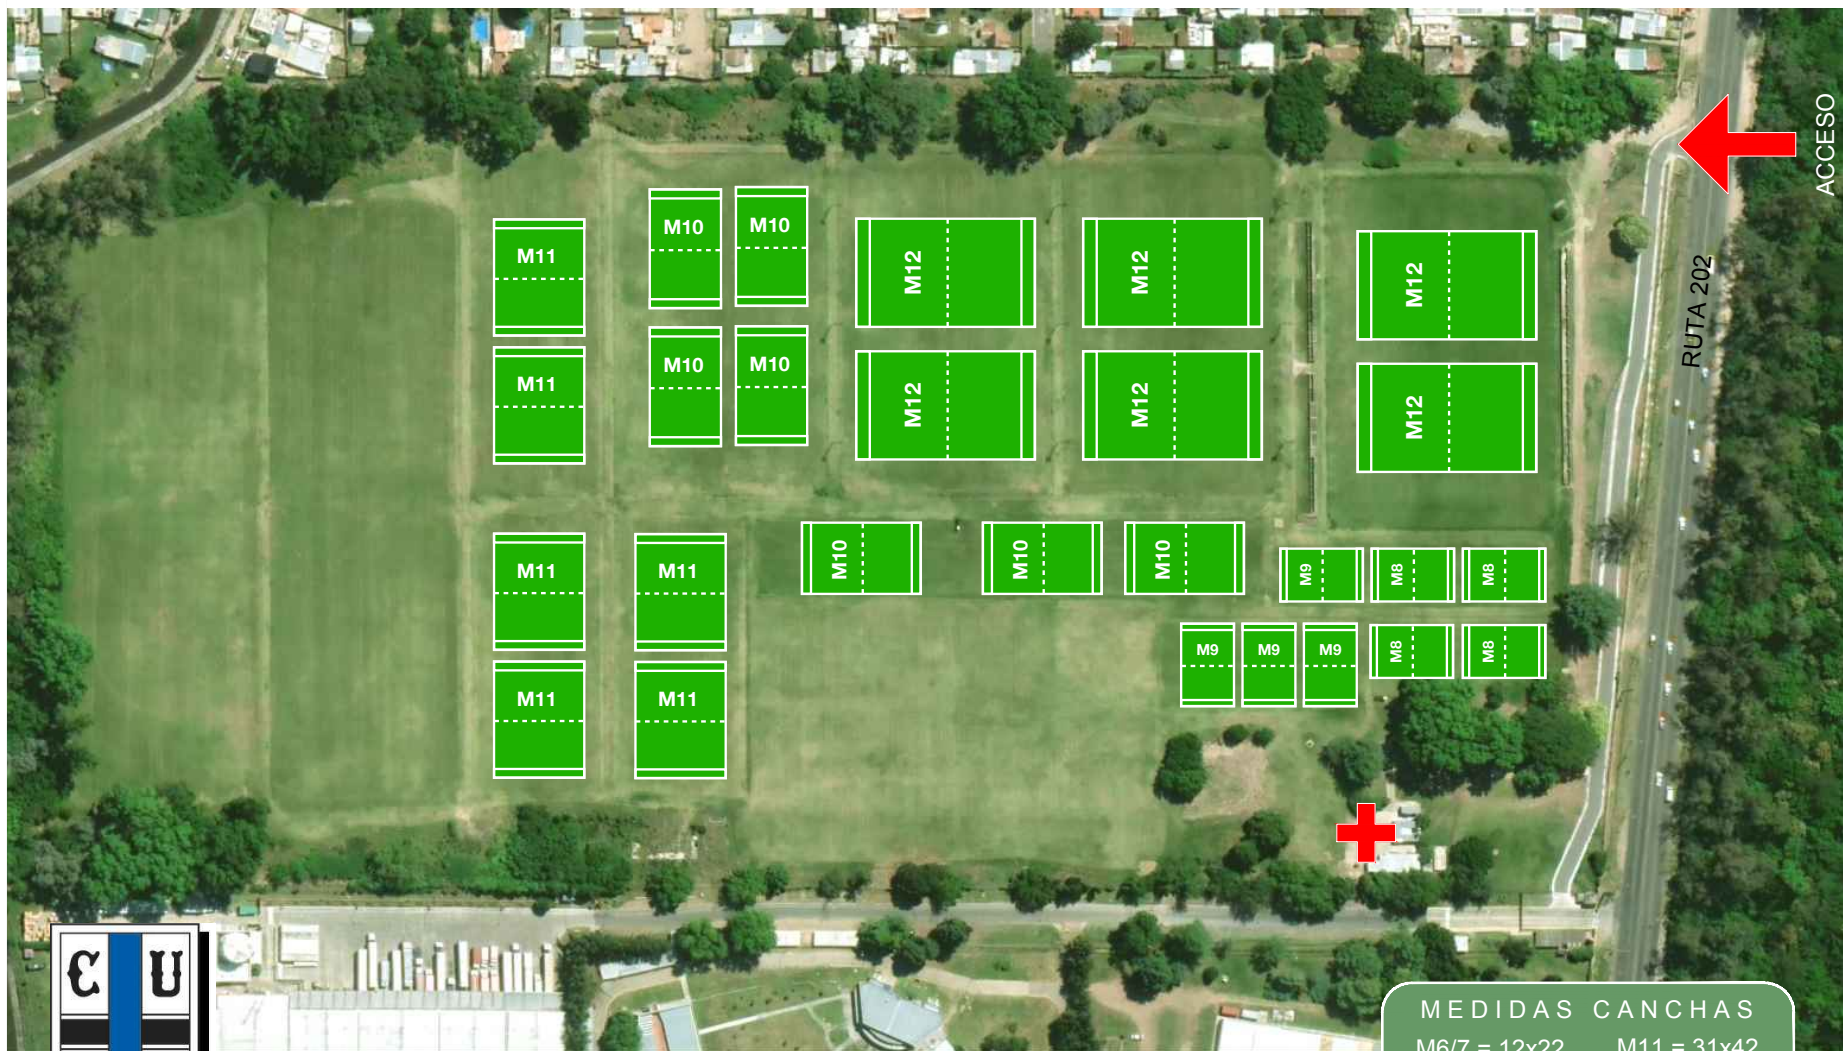 ACCESO
RUTA 202
M10 M10
M11
M12 M12
M12
M10 M10
M11
M12 M12
M12
M10 M10 M10
M11 M11
M9 M8 M8
M9 M9 M9
M8 M8
M11 M11
C U
MEDIDAS CANCHAS
M6/7 = 12x22 M11 = 31x42